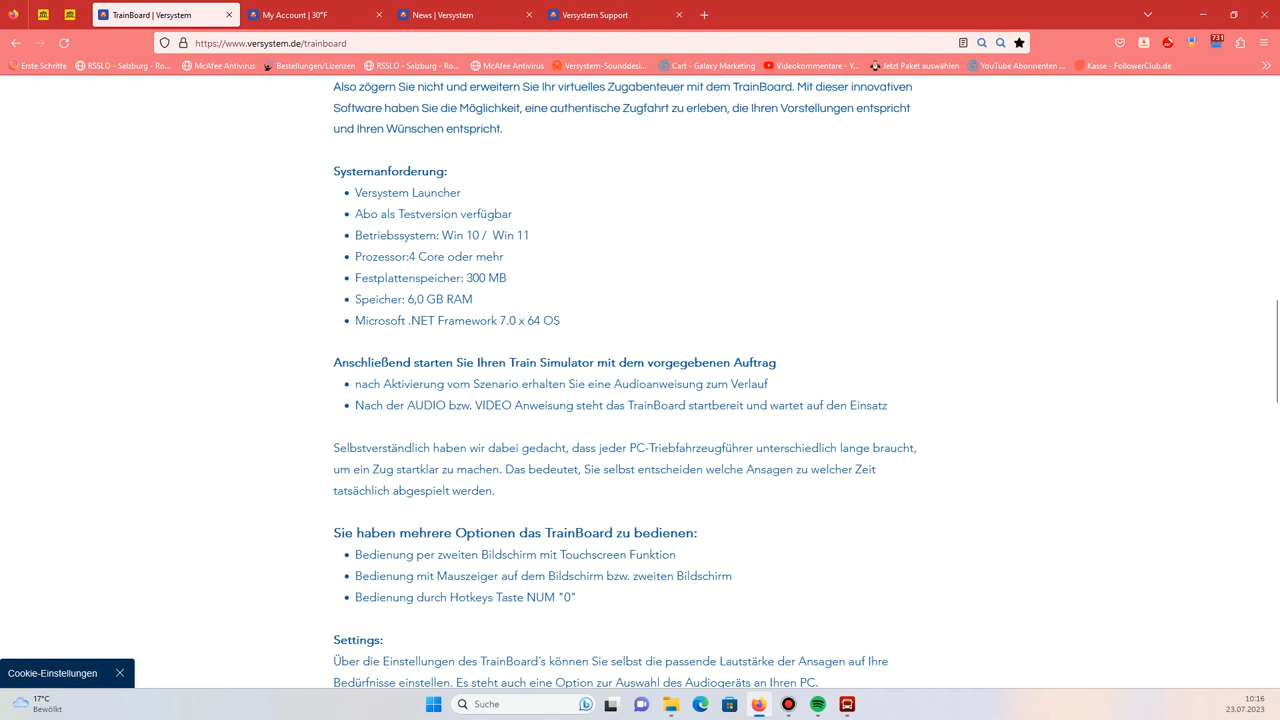 TrainBoard | Versystem
My Account | 30°F
News | Versystem
Versystem Support
https://www.versystem.de/trainboard
731
Erste Schritte
RSSLO - Salzburg - Ro...
McAfee Antivirus
Bestellungen/Lizenzen
RSSLO - Salzburg - Ro...
McAfee Antivirus
Versystem-Sounddesi...
Cart - Galaxy Marketing
Videokommentare - Y...
Jetzt Paket auswählen
YouTube Abonnenten ...
Kasse - FollowerClub.de
Also zögern Sie nicht und erweitern Sie Ihr virtuelles Zugabenteuer mit dem TrainBoard. Mit dieser innovativen
Software haben Sie die Möglichkeit, eine authentische Zugfahrt zu erleben, die Ihren Vorstellungen entspricht
und Ihren Wünschen entspricht.
Systemanforderung:
Versystem Launcher
Abo als Testversion verfügbar
Betriebssystem: Win 10 / Win 11
Prozessor:4 Core oder mehr
Festplattenspeicher: 300 MB
Speicher: 6,0 GB RAM
Microsoft .NET Framework 7.0 x 64 OS
Anschließend starten Sie Ihren Train Simulator mit dem vorgegebenen Auftrag
nach Aktivierung vom Szenario erhalten Sie eine Audioanweisung zum Verlauf
Nach der AUDIO bzw. VIDEO Anweisung steht das TrainBoard startbereit und wartet auf den Einsatz
Selbstverständlich haben wir dabei gedacht, dass jeder PC-Triebfahrzeugführer unterschiedlich lange braucht,
um ein Zug startklar zu machen. Das bedeutet, Sie selbst entscheiden welche Ansagen zu welcher Zeit
tatsächlich abgespielt werden.
Sie haben mehrere Optionen das TrainBoard zu bedienen:
Bedienung per zweiten Bildschirm mit Touchscreen Funktion
Bedienung mit Mauszeiger auf dem Bildschirm bzw. zweiten Bildschirm
Bedienung durch Hotkeys Taste NUM "0"
Settings:
Über die Einstellungen des TrainBoard´s können Sie selbst die passende Lautstärke der Ansagen auf Ihre
Bedürfnisse einstellen. Es steht auch eine Option zur Auswahl des Audiogeräts an Ihren PC.
Cookie-Einstellungen
17°C
Bewölkt
Suche
10:16
23.07.2023